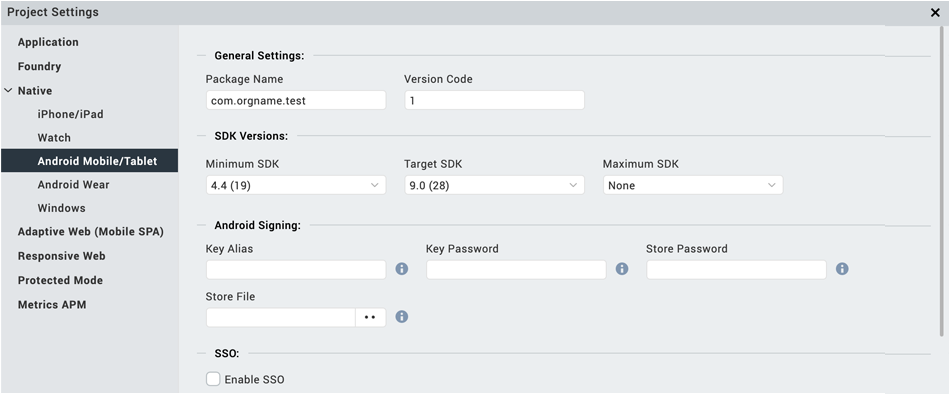 Project Settings
Application
Foundry
Native
iPhone/iPad
Watch
Android Mobile/Tablet
Android Wear
Windows
Adaptive Web (Mobile SPA)
Responsive Web
Protected Mode
Metrics APM
General Settings:
Package Name Version Code
com.orgname.test 1
SDK Versions:
Minimum SDK Target SDK Maximum SDK
4.4 (19) 9.0 (28) None
Android Signing:
Key Alias Key Password Store Password
Store File
SSO:
Enable SSO